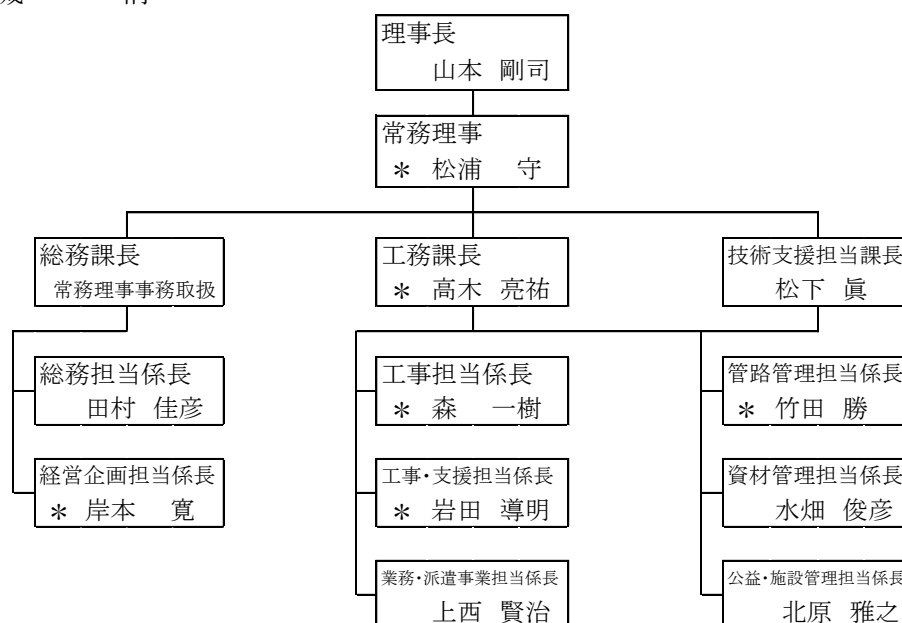 理事長
山本 剛司
常務理事
＊ 松浦 守
総務課長
常務理事事務取扱
工務課長
＊ 高木 亮祐
技術支援担当課長
松下 眞
総務担当係長
田村 佳彦
工事担当係長
＊ 森 一樹
管路管理担当係長
＊ 竹田 勝
経営企画担当係長
＊ 岸本 寛
工事・支援担当係長
＊ 岩田 導明
資材管理担当係長
水畑 俊彦
業務・派遣事業担当係長
上西 賢治
公益・施設管理担当係長
北原 雅之